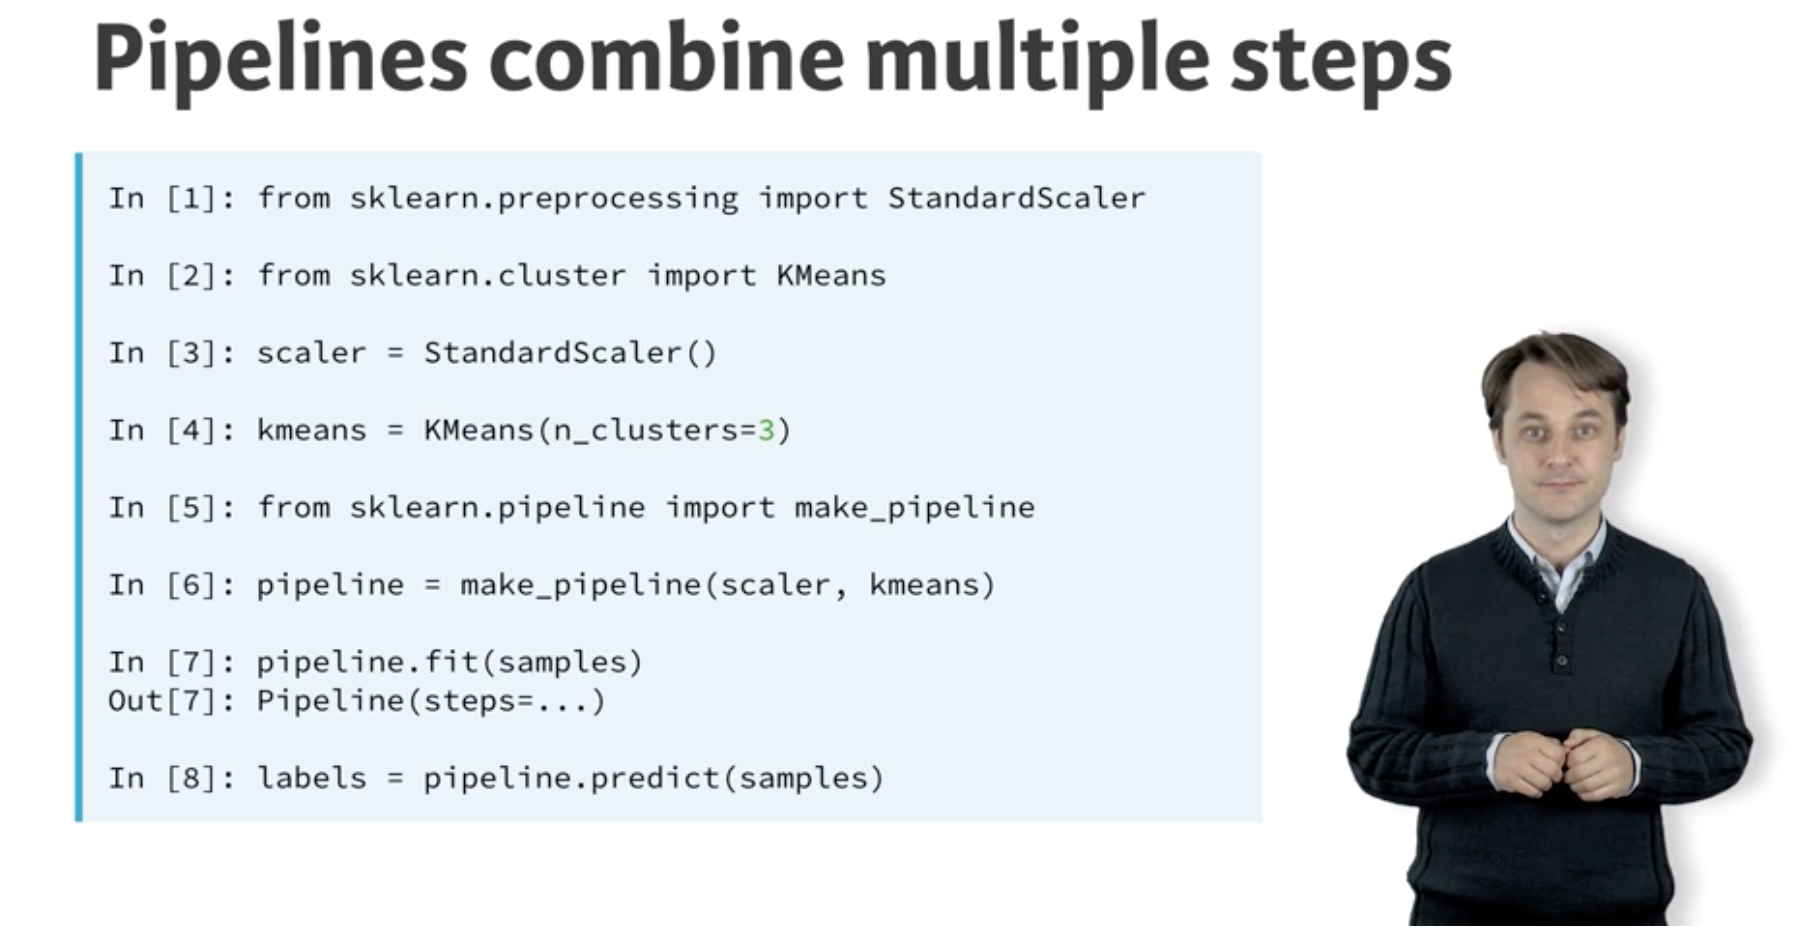 Pipelines combine multiple steps
In [1]: from sklearn.preprocessing import StandardScaler
In [2]: from sklearn.cluster import KMeans
In [3]: scaler = StandardScaler()
In [4]: kmeans = KMeans(n_clusters=3)
In [5]: from sklearn.pipeline import make_pipeline
In [6]: pipeline = make_pipeline(scaler, kmeans)
In [7]: pipeline.fit(samples)
Out[7]: Pipeline(steps=...)
In [8]: labels = pipeline.predict(samples)